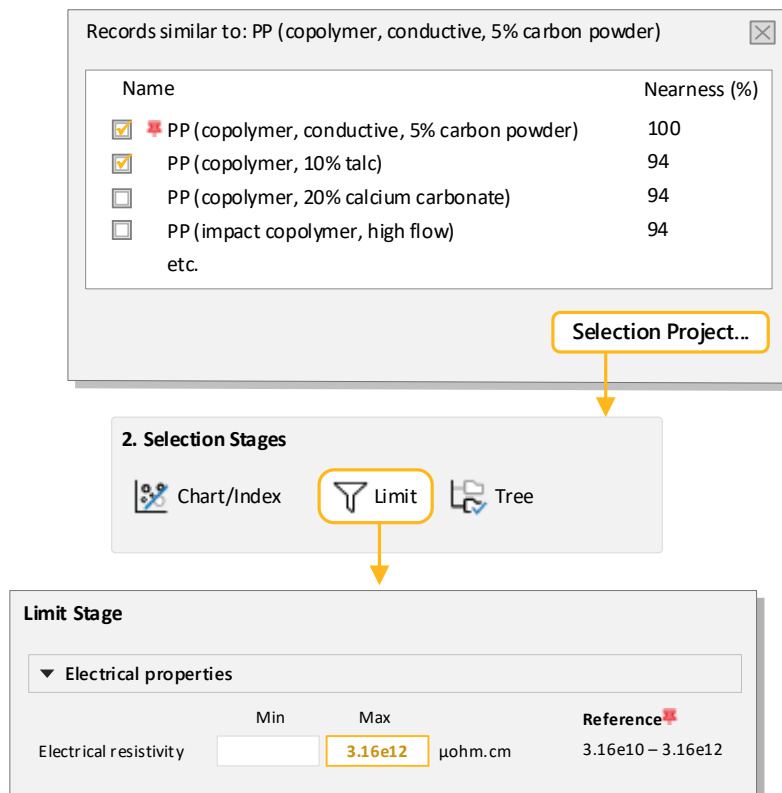 Records similar to: PP (copolymer, conductive, 5% carbon powder)
Name Nearness (%)
PP (copolymer, conductive, 5% carbon powder) 100
PP (copolymer, 10% talc) 94
PP (copolymer, 20% calcium carbonate) 94
PP (impact copolymer, high flow) 94
etc.
Selection Project...
2. Selection Stages
Chart/Index Limit Tree
Limit Stage
Electrical properties
Min Max Reference
Electrical resistivity 3.16e12 µohm.cm 3.16e10 – 3.16e12